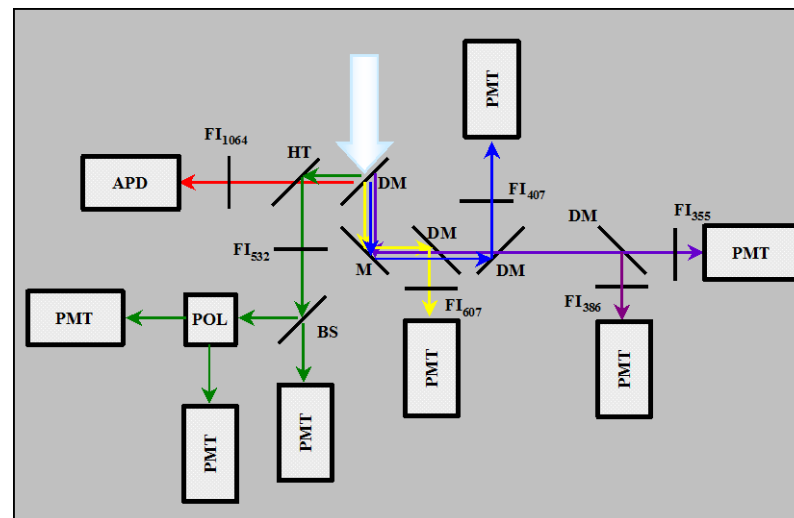 PMT
FI1064
HT
APD
DM
FI407
DM
FI355
DM
FI532
M
DM
PMT
FI607
FI386
PMT
POL
BS
PMT
PMT
PMT
PMT